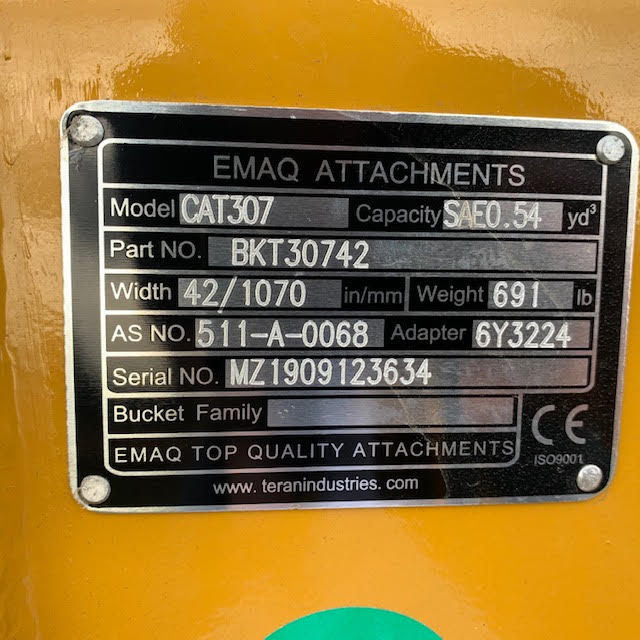 EMAQ ATTACHMENTS
Model CAT307 Capacity SAE0.54 yd³
Part NO. BKT30742
Width 42/1070 in/mm Weight 691 lb
AS NO. 511-A-0068 Adapter 6Y3224
Serial NO. MZ1909123634
Bucket Family
CE
EMAQ TOP QUALITY ATTACHMENTS
ISO9001
www. teranindustries. com